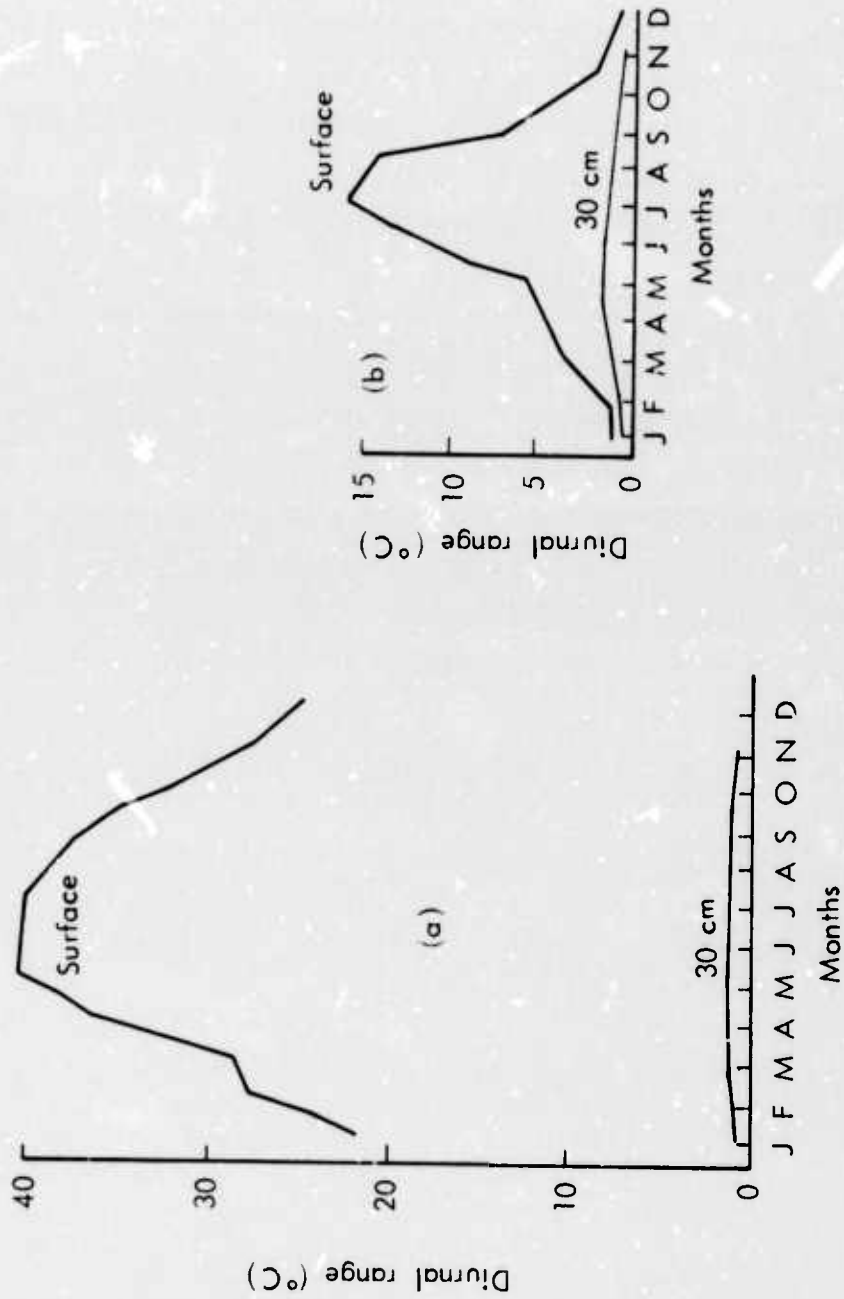 40
30
20
10
0
Diurnal range (°C)
Surface
(a)
30 cm
J F M A M J J A S O N D
Months
15
10
5
0
Diurnal range (°C)
(b)
Surface
30 cm
J F M A M J J A S O N D
Months